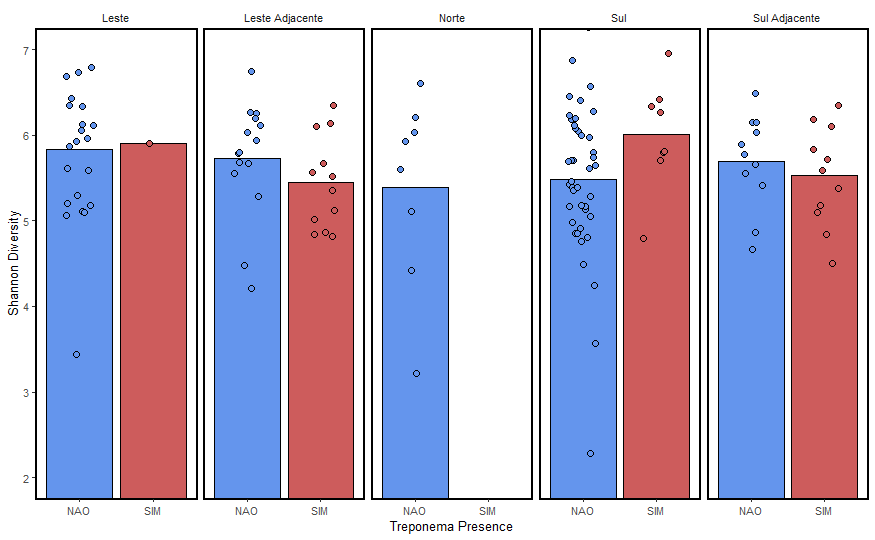 Leste
Leste Adjacente
Norte
Sul
Sul Adjacente
Shannon Diversity
7
6
5
4
3
2
NAO
SIM
NAO
SIM
NAO
SIM
NAO
SIM
NAO
SIM
Treponema Presence